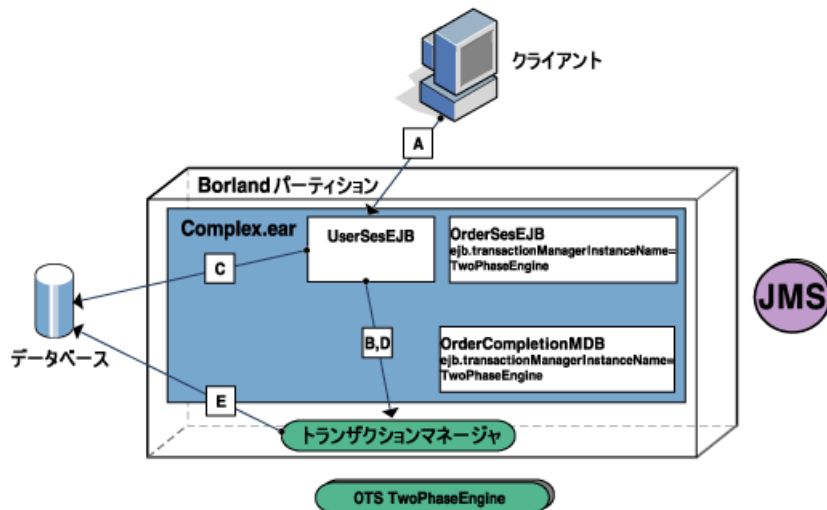 クライアント
A
Borland パーティション
Complex.ear
UserSesEJB
OrderSesEJB
ejb.transactionManagerInstanceName=
TwoPhaseEngine
C
JMS
データベース
B,D
OrderCompletionMDB
ejb.transactionManagerInstanceName=
TwoPhaseEngine
E
トランザクションマネージャ
OTS TwoPhaseEngine